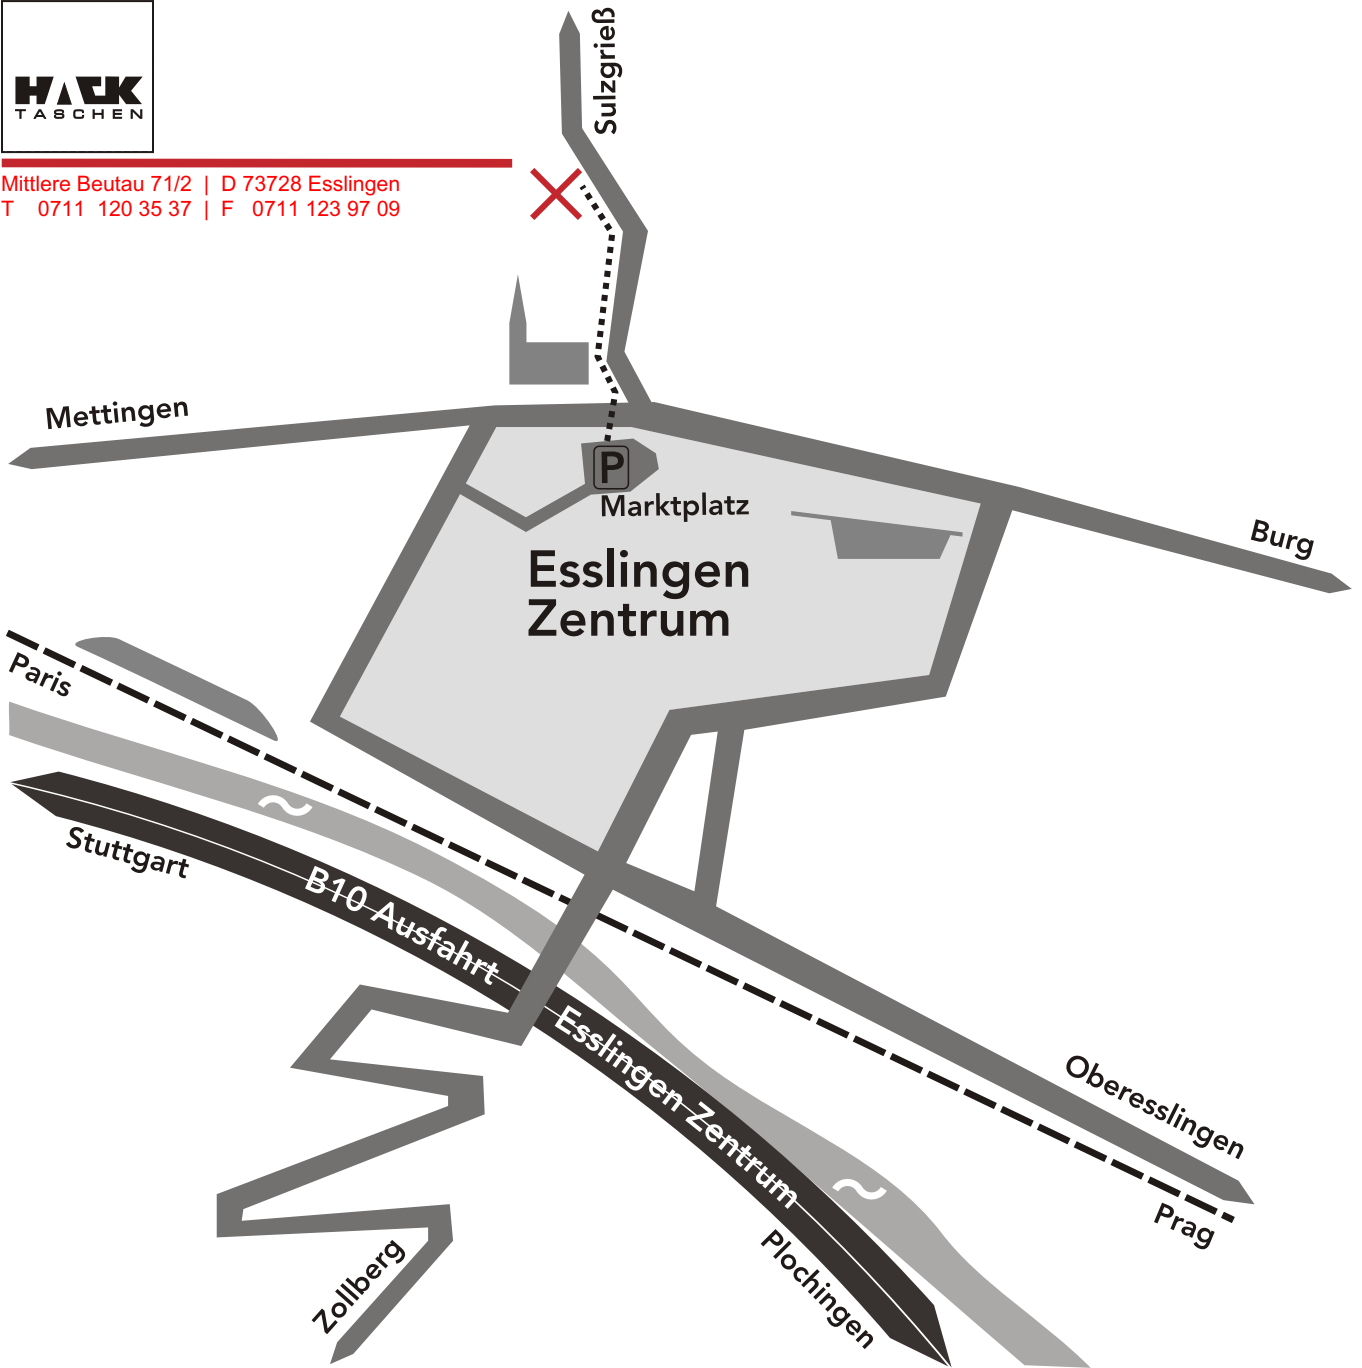 HACK
TASCHEN
Mittlere Beutau 71/2 | D 73728 Esslingen
T 0711 120 35 37 | F 0711 123 97 09
Sulzgrieß
Mettingen
P
Marktplatz
Burg
Esslingen
Zentrum
Paris
Stuttgart
B10 Ausfahrt
Esslingen Zentrum
Oberesslingen
Prag
Plochingen
Zollberg